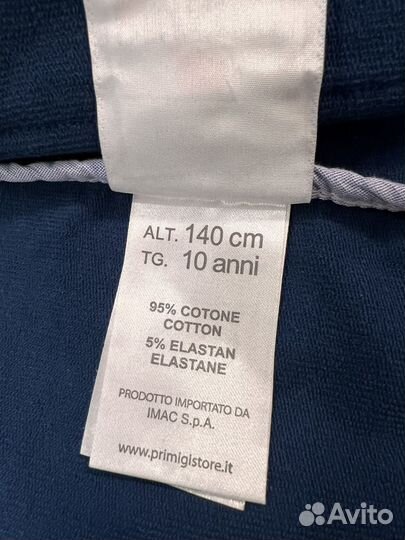 ALT. 140 cm
TG. 10 anni
95% COTONE
COTTON
5% ELASTAN
ELASTANE
PRODOTTO IMPORTATO DA
IMAC S.p.A.
www.primigistore.it
Avito